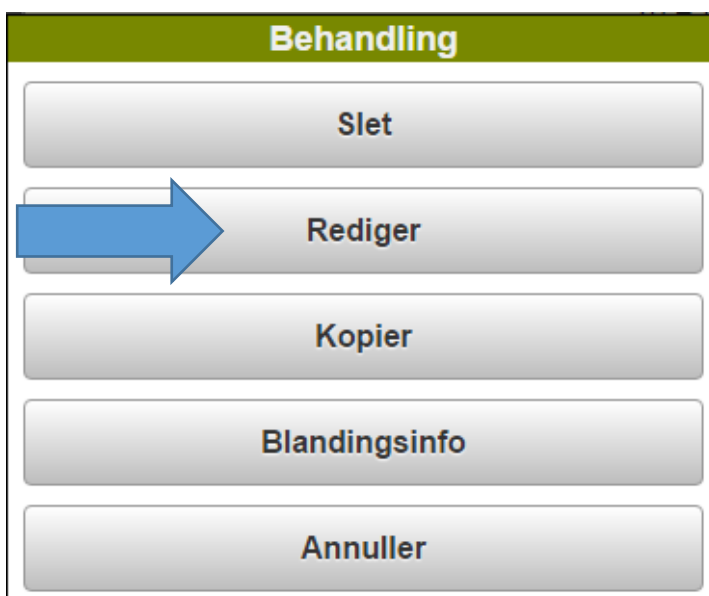 Behandling
Slet
Rediger
Kopier
Blandingsinfo
Annuller